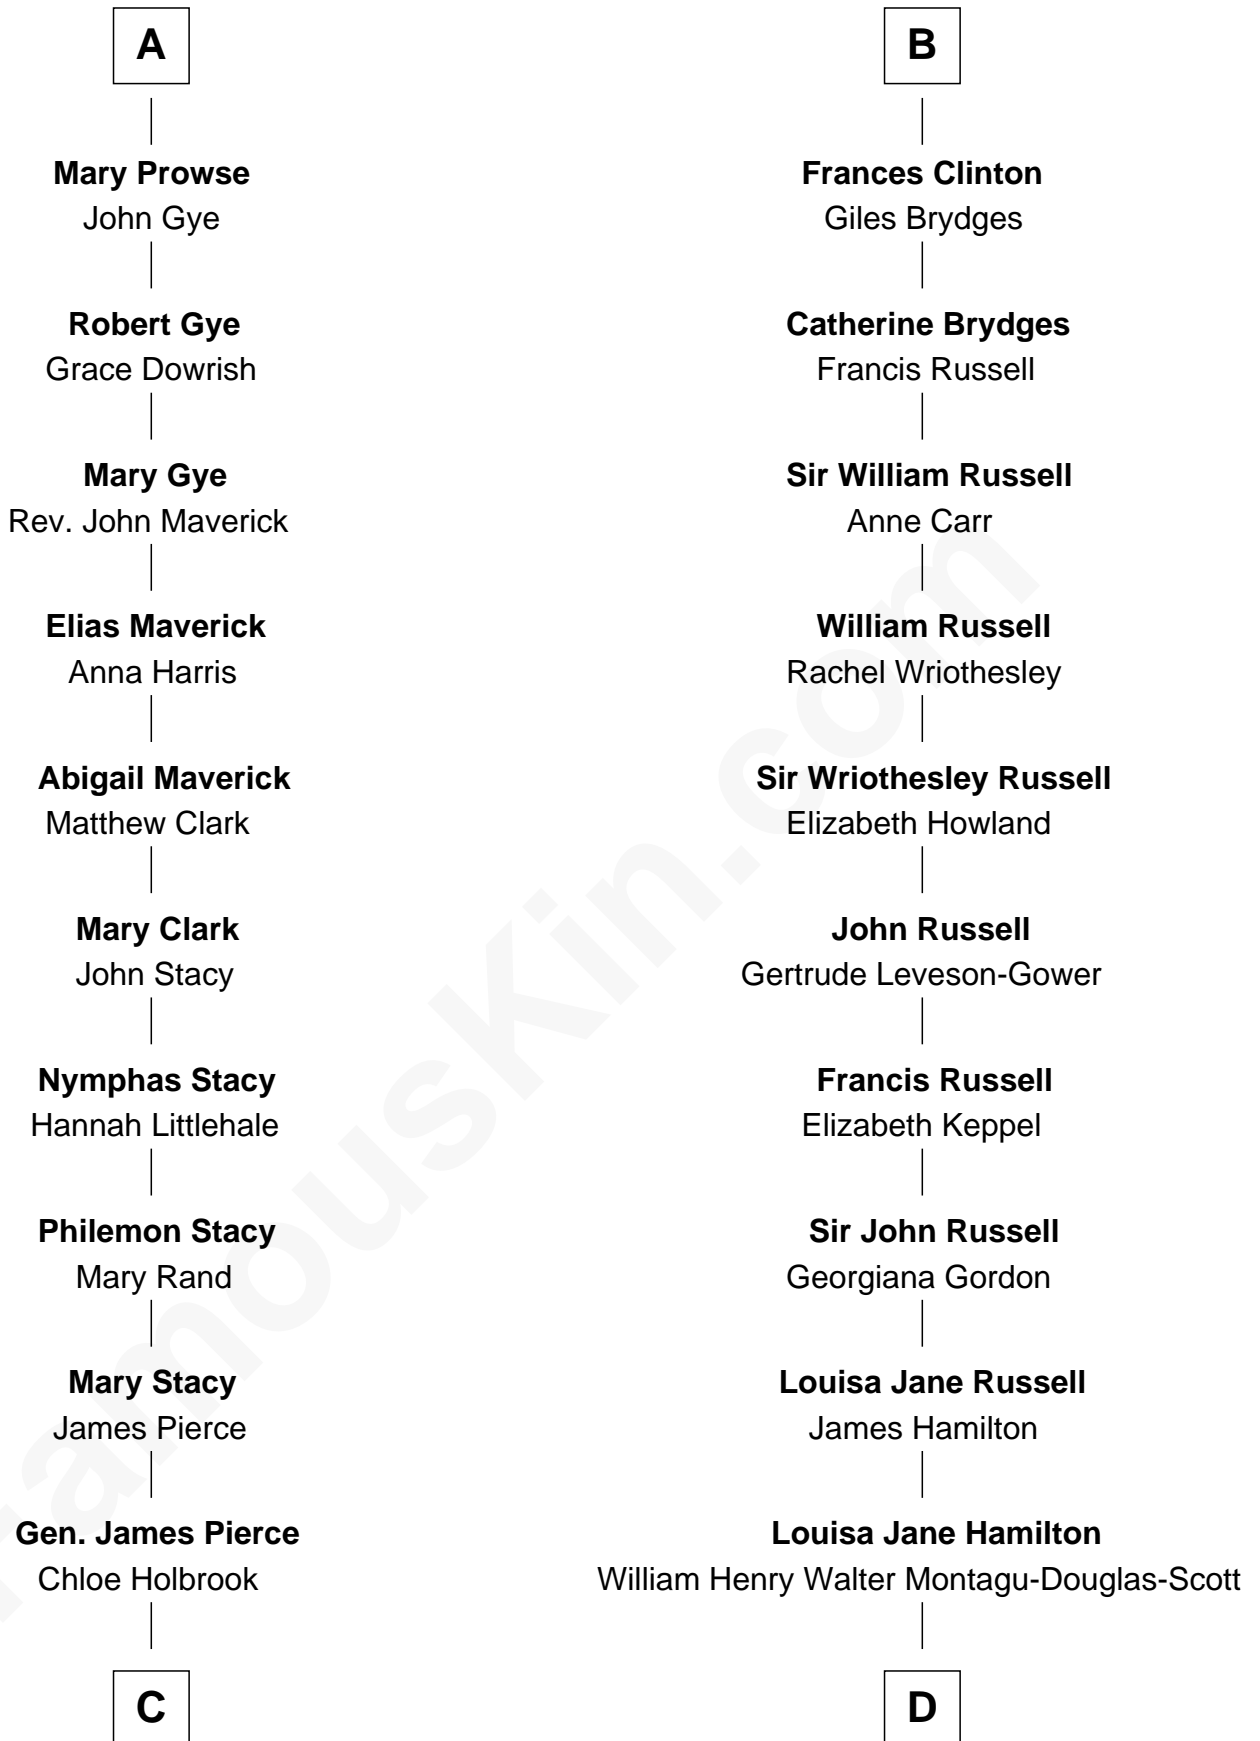 A
Mary Prowse
John Gye
Robert Gye
Grace Dowrish
Mary Gye
Rev. John Maverick
Elias Maverick
Anna Harris
Abigail Maverick
Matthew Clark
Mary Clark
John Stacy
Nymphas Stacy
Hannah Littlehale
Philemon Stacy
Mary Rand
Mary Stacy
James Pierce
Gen. James Pierce
Chloe Holbrook
C
B
Frances Clinton
Giles Brydges
Catherine Brydges
Francis Russell
Sir William Russell
Anne Carr
William Russell
Rachel Wriothesley
Sir Wriothesley Russell
Elizabeth Howland
John Russell
Gertrude Leveson-Gower
Francis Russell
Elizabeth Keppel
Sir John Russell
Georgiana Gordon
Louisa Jane Russell
James Hamilton
Louisa Jane Hamilton
William Henry Walter Montagu-Douglas-Scott
D
FamousKin.com